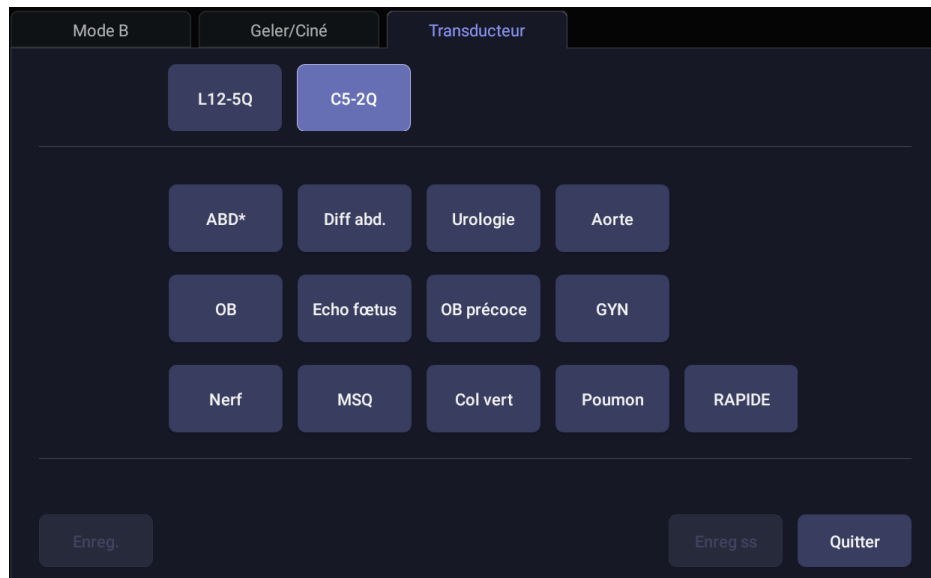 Mode B Geler/Ciné Transducteur
L12-5Q C5-2Q
ABD* Diff abd. Urologie Aorte
OB Echo fœtus OB précoce GYN
Nerf MSQ Col vert Poumon RAPIDE
Enreg. Enreg ss Quitter